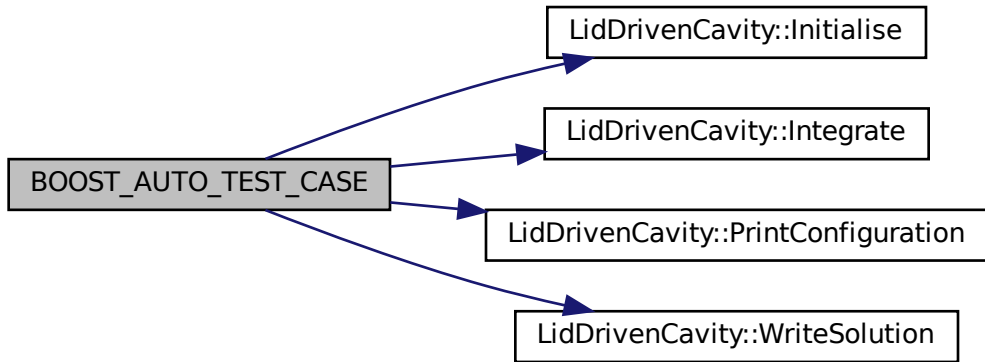 LidDrivenCavity::Initialise
LidDrivenCavity::Integrate
BOOST_AUTO_TEST_CASE
LidDrivenCavity::PrintConfiguration
LidDrivenCavity::WriteSolution